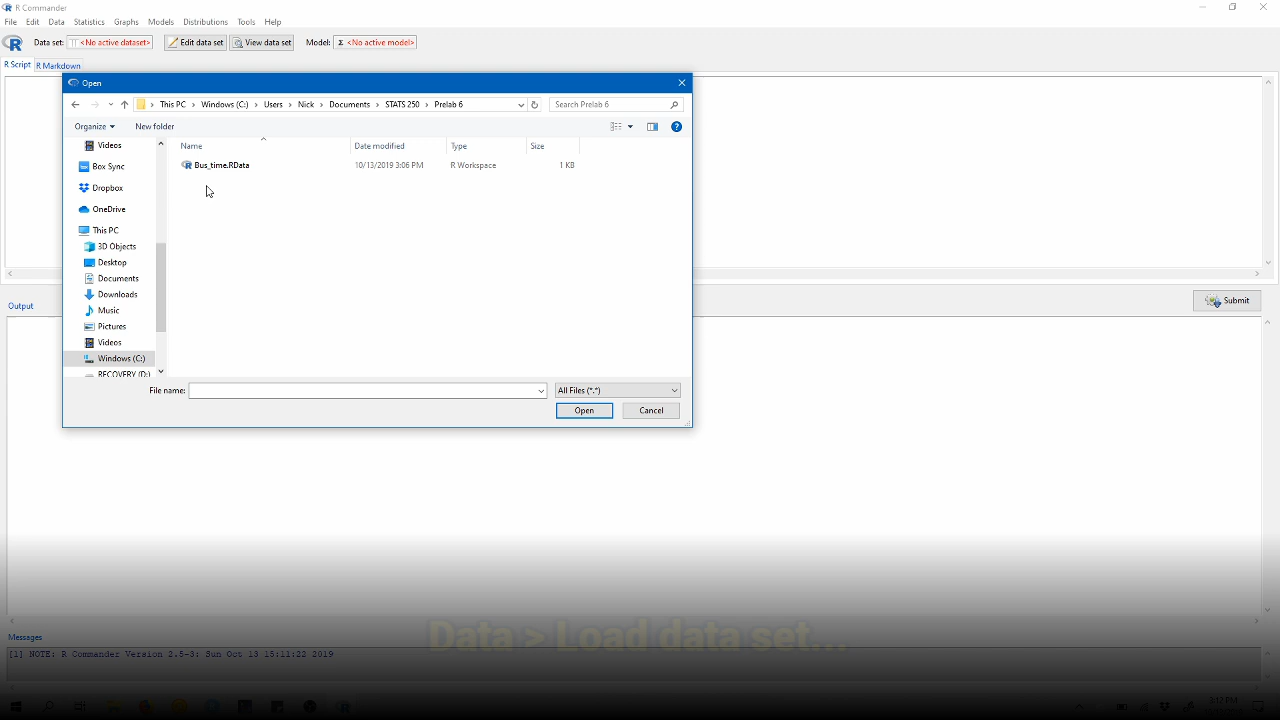 R Commander
File Edit Data Statistics Graphs Models Distributions Tools Help
Data set: <No active dataset> Edit data set View data set Model: Σ <No active model>
R Script R Markdown
Open
This PC > Windows (C:) > Users > Nick > Documents > STATS 250 > Prelab 6 Search Prelab 6
Organize New folder
Name Date modified Type Size
Bus_time.RData 10/13/2019 3:06 PM R Workspace 1 KB
Videos
Box Sync
Dropbox
OneDrive
This PC
3D Objects
Desktop
Documents
Downloads
Music
Pictures
Videos
Windows (C:)
RECOVERY (D:)
File name: All Files (*.*)
Open Cancel
Output Submit
Data > Load data set...
Messages
[1] NOTE: R Commander Version 2.5-3: Sun Oct 13 15:11:22 2019
3:12 PM